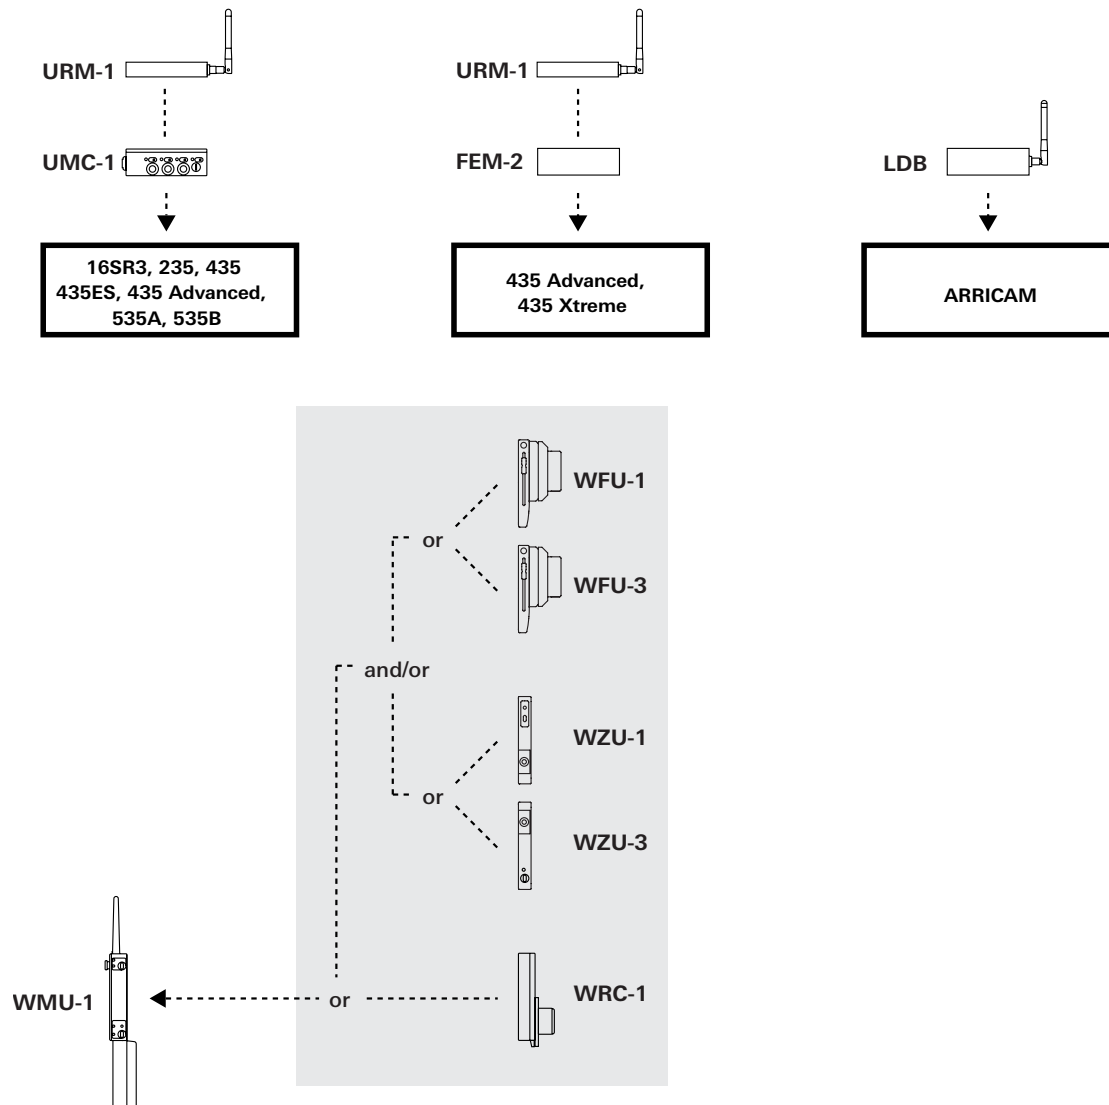 URM-1
URM-1
UMC-1
FEM-2
LDB
16SR3, 235, 435
435ES, 435 Advanced,
535A, 535B
435 Advanced,
435 Xtreme
ARRICAM
WFU-1
or
WFU-3
and/or
WZU-1
or
WZU-3
WMU-1
or
WRC-1